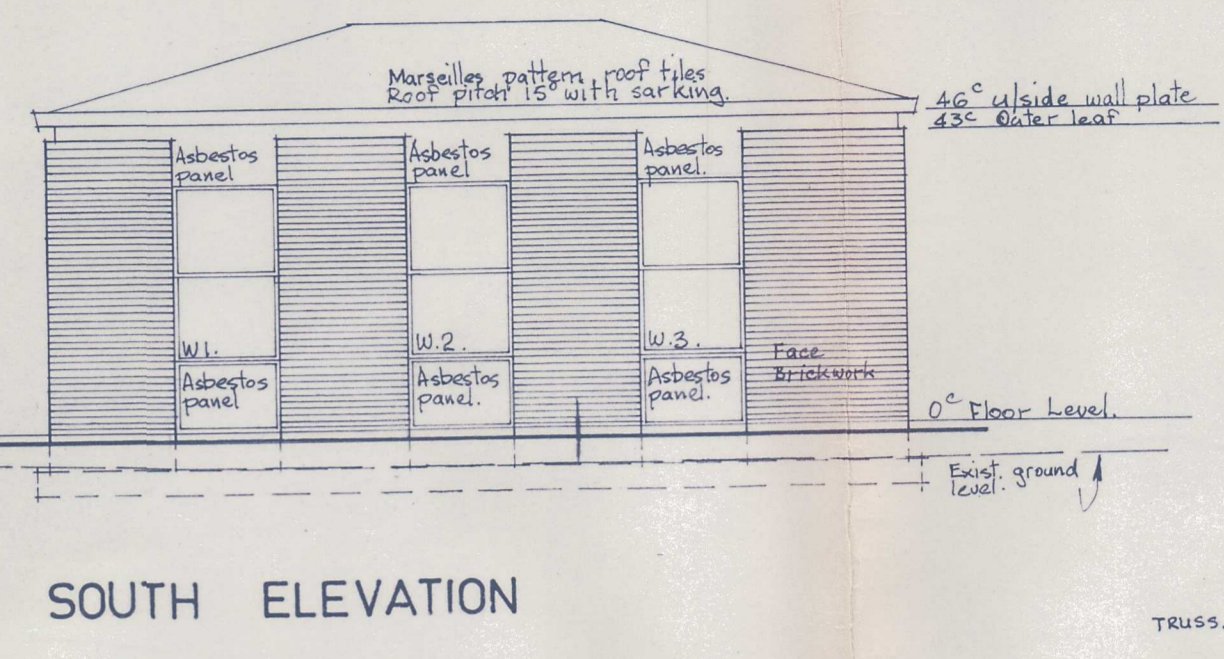 Marseilles pattern roof tiles
Roof pitch 15° with sarking.
46ᶜ u/side wall plate
43ᶜ Outer leaf
Asbestos
panel
Asbestos
panel
Asbestos
panel.
W1.
W.2.
W.3.
Face
Brickwork
Asbestos
panel
Asbestos
panel.
Asbestos
panel.
0ᶜ Floor Level.
Exist. ground
level.
SOUTH ELEVATION
TRUSS.